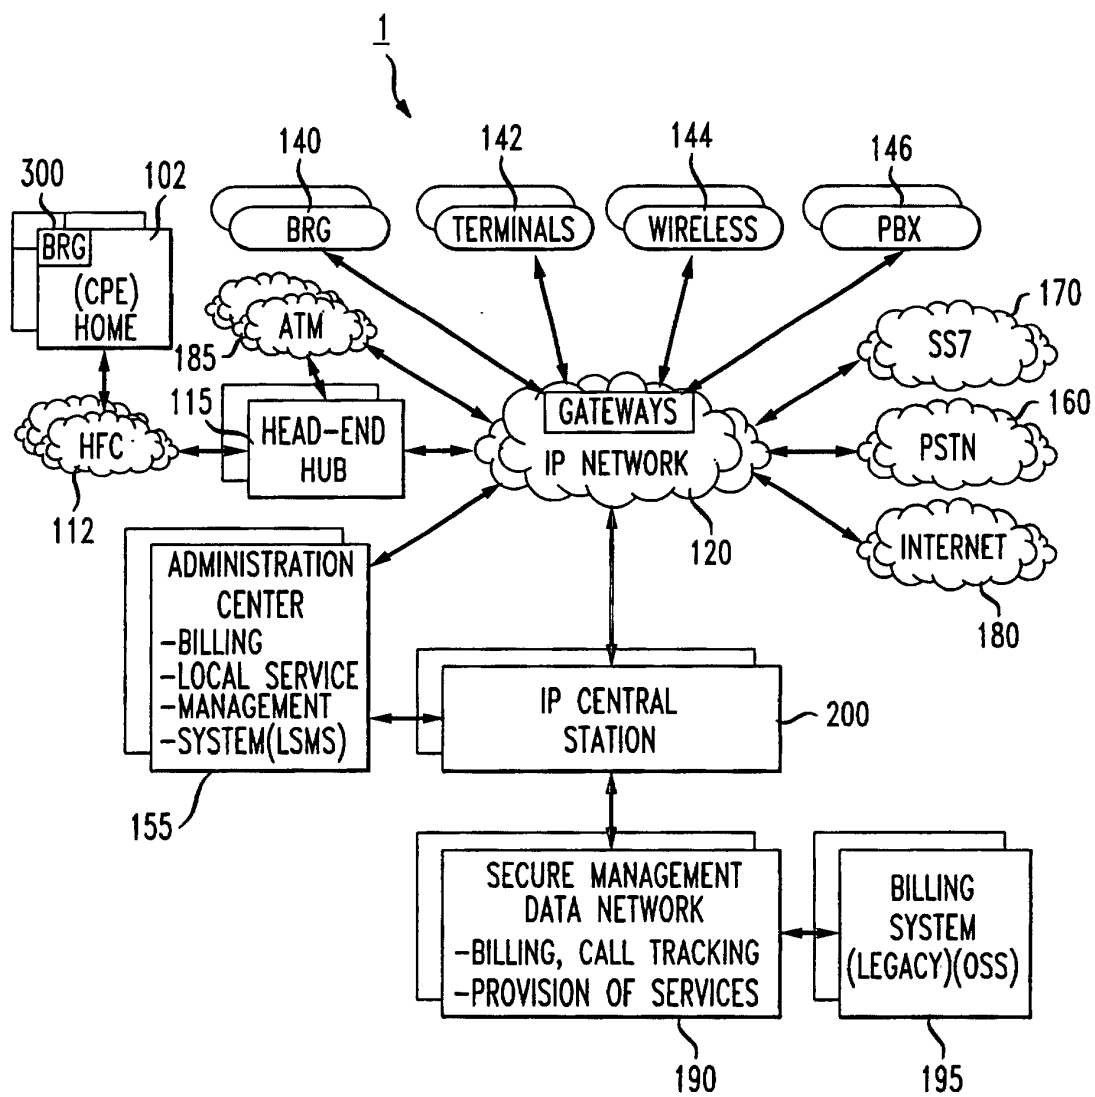 1
140
142
144
146
300
102
BRG
TERMINALS
WIRELESS
PBX
BRG
(CPE)
HOME
170
SS7
185
ATM
115
GATEWAYS
IP NETWORK
160
PSTN
HFC
HEAD-END
HUB
112
120
INTERNET
180
ADMINISTRATION
CENTER
-BILLING
-LOCAL SERVICE
-MANAGEMENT
-SYSTEM(LSMS)
155
IP CENTRAL
STATION
200
SECURE MANAGEMENT
DATA NETWORK
-BILLING, CALL TRACKING
-PROVISION OF SERVICES
190
BILLING
SYSTEM
(LEGACY)(OSS)
195